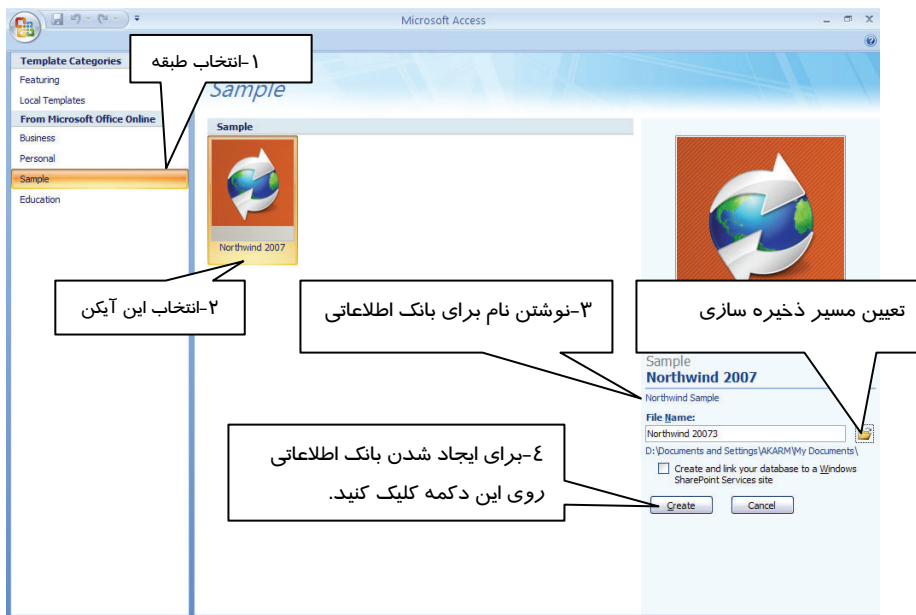 Microsoft Access
Template Categories
Featuring
Local Templates
From Microsoft Office Online
Business
Personal
Sample
Education
۱-انتخاب طبقه
Sample
Sample
Northwind 2007
۲-انتخاب این آیکن
۳-نوشتن نام برای بانک اطلاعاتی
تعیین مسیر ذخیره سازی
Sample
Northwind 2007
Northwind Sample
File Name:
Northwind 20073
D:\Documents and Settings\AKARM\My Documents\
Create and link your database to a Windows
SharePoint Services site
Create
Cancel
٤-برای ایجاد شدن بانک اطلاعاتی
روی این دکمه کلیک کنید.